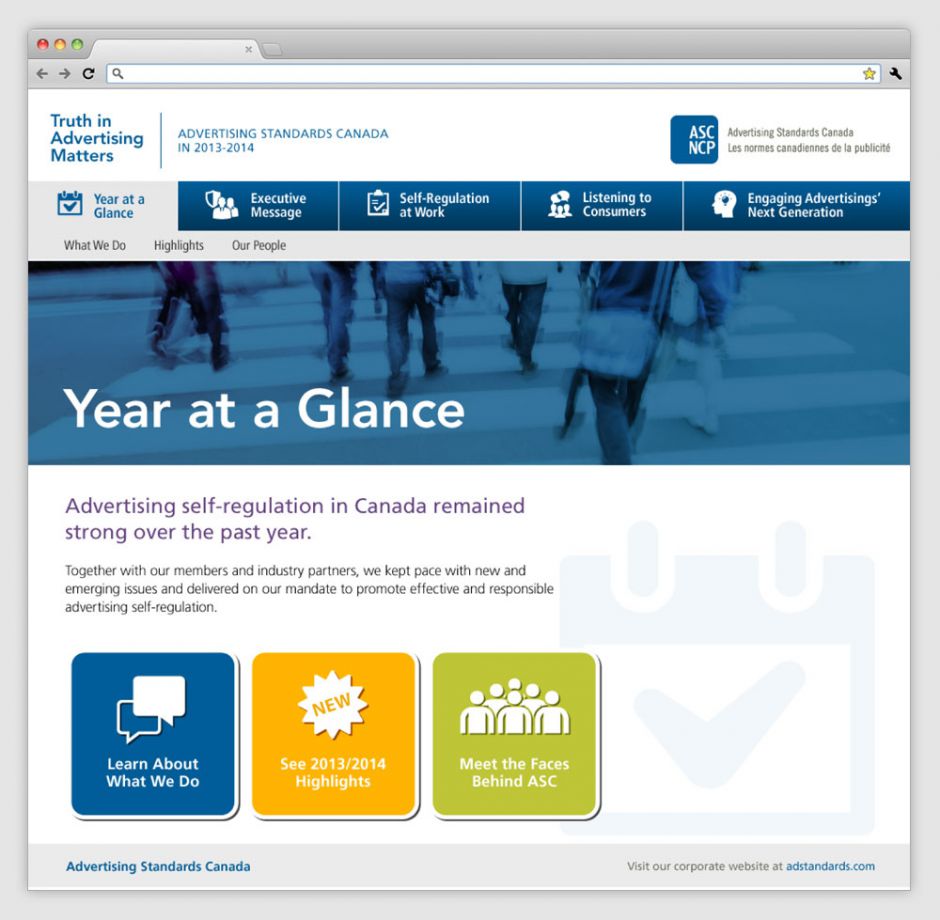 Truth in
Advertising
Matters
ADVERTISING STANDARDS CANADA
IN 2013-2014
ASC
NCP
Advertising Standards Canada
Les normes canadiennes de la publicité
Year at a
Glance
Executive
Message
Self-Regulation
at Work
Listening to
Consumers
Engaging Advertisings’
Next Generation
What We Do
Highlights
Our People
Year at a Glance
Advertising self-regulation in Canada remained
strong over the past year.
Together with our members and industry partners, we kept pace with new and
emerging issues and delivered on our mandate to promote effective and responsible
advertising self-regulation.
Learn About
What We Do
NEW
See 2013/2014
Highlights
Meet the Faces
Behind ASC
Advertising Standards Canada
Visit our corporate website at adstandards.com